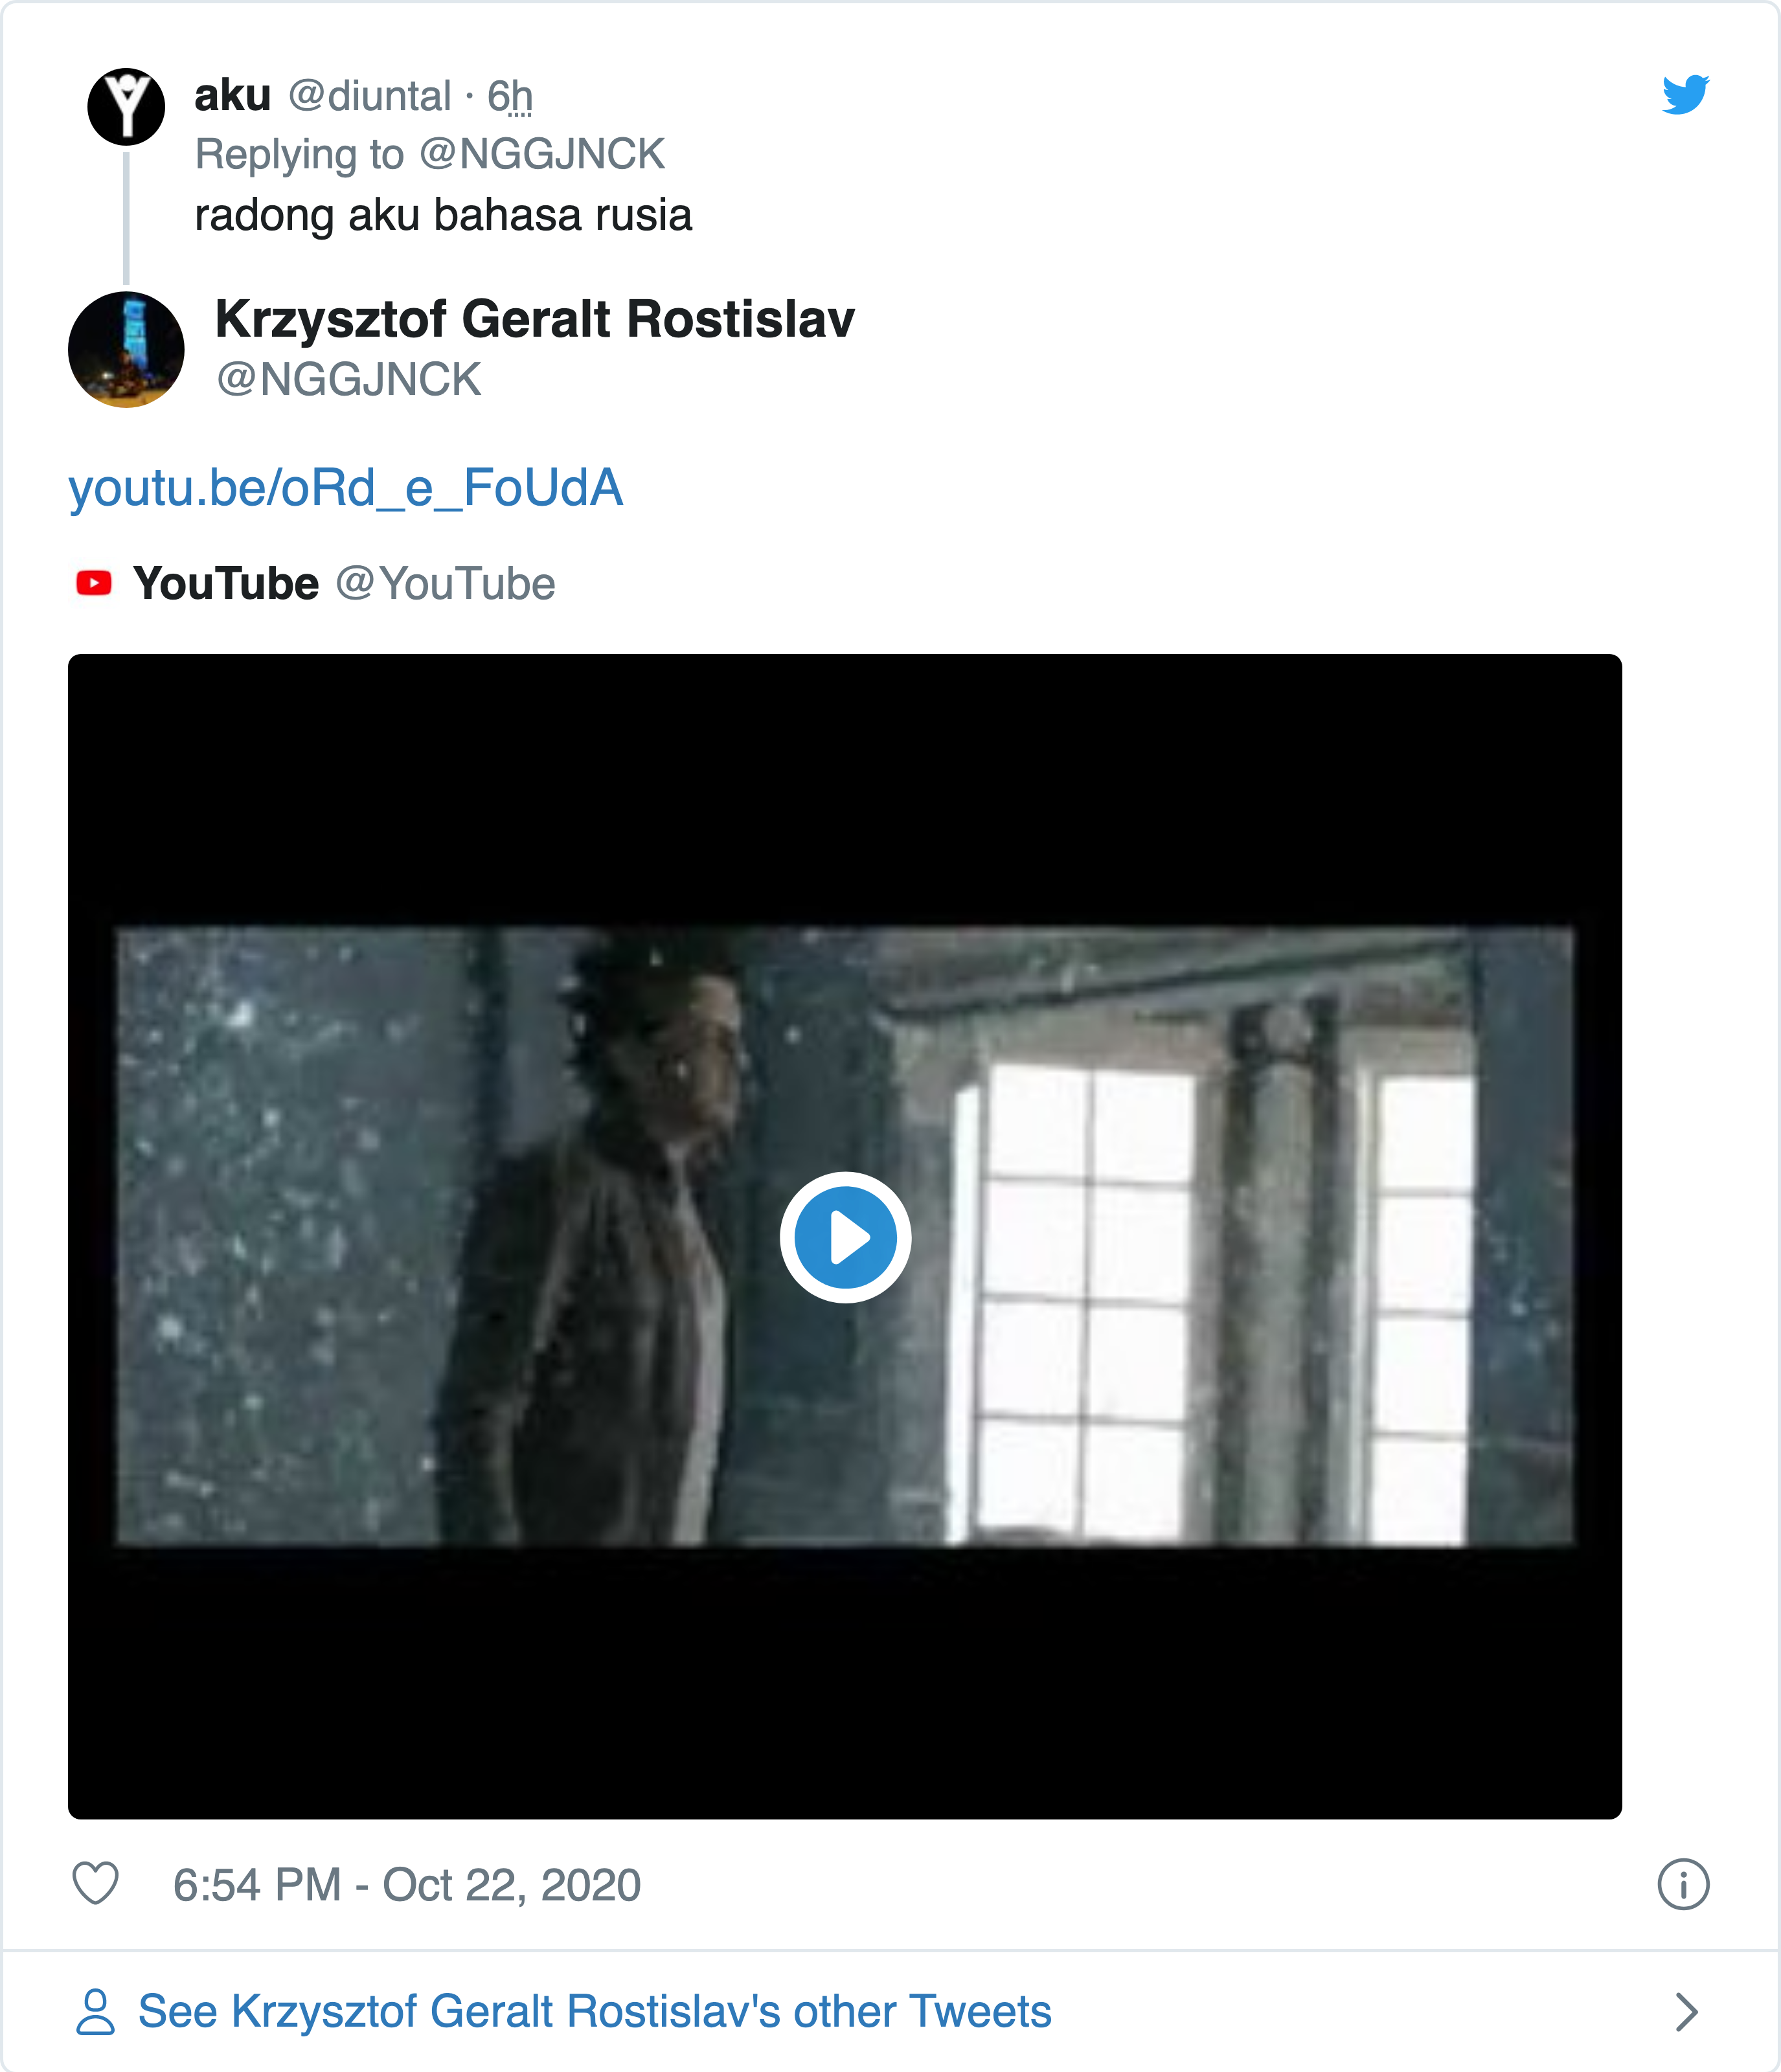 aku @diuntal · 6h
Replying to @NGGJNCK
radong aku bahasa rusia
Krzysztof Geralt Rostislav
@NGGJNCK
youtu.be/oRd_e_FoUdA
YouTube @YouTube
6:54 PM - Oct 22, 2020
See Krzysztof Geralt Rostislav's other Tweets